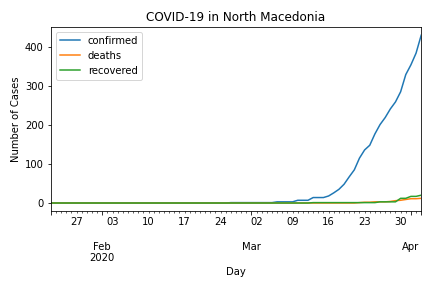 COVID-19 in North Macedonia
confirmed
deaths
recovered
Number of Cases
400
300
200
100
0
27 03 10 17 24 02 09 16 23 30
Feb Mar Apr
2020
Day